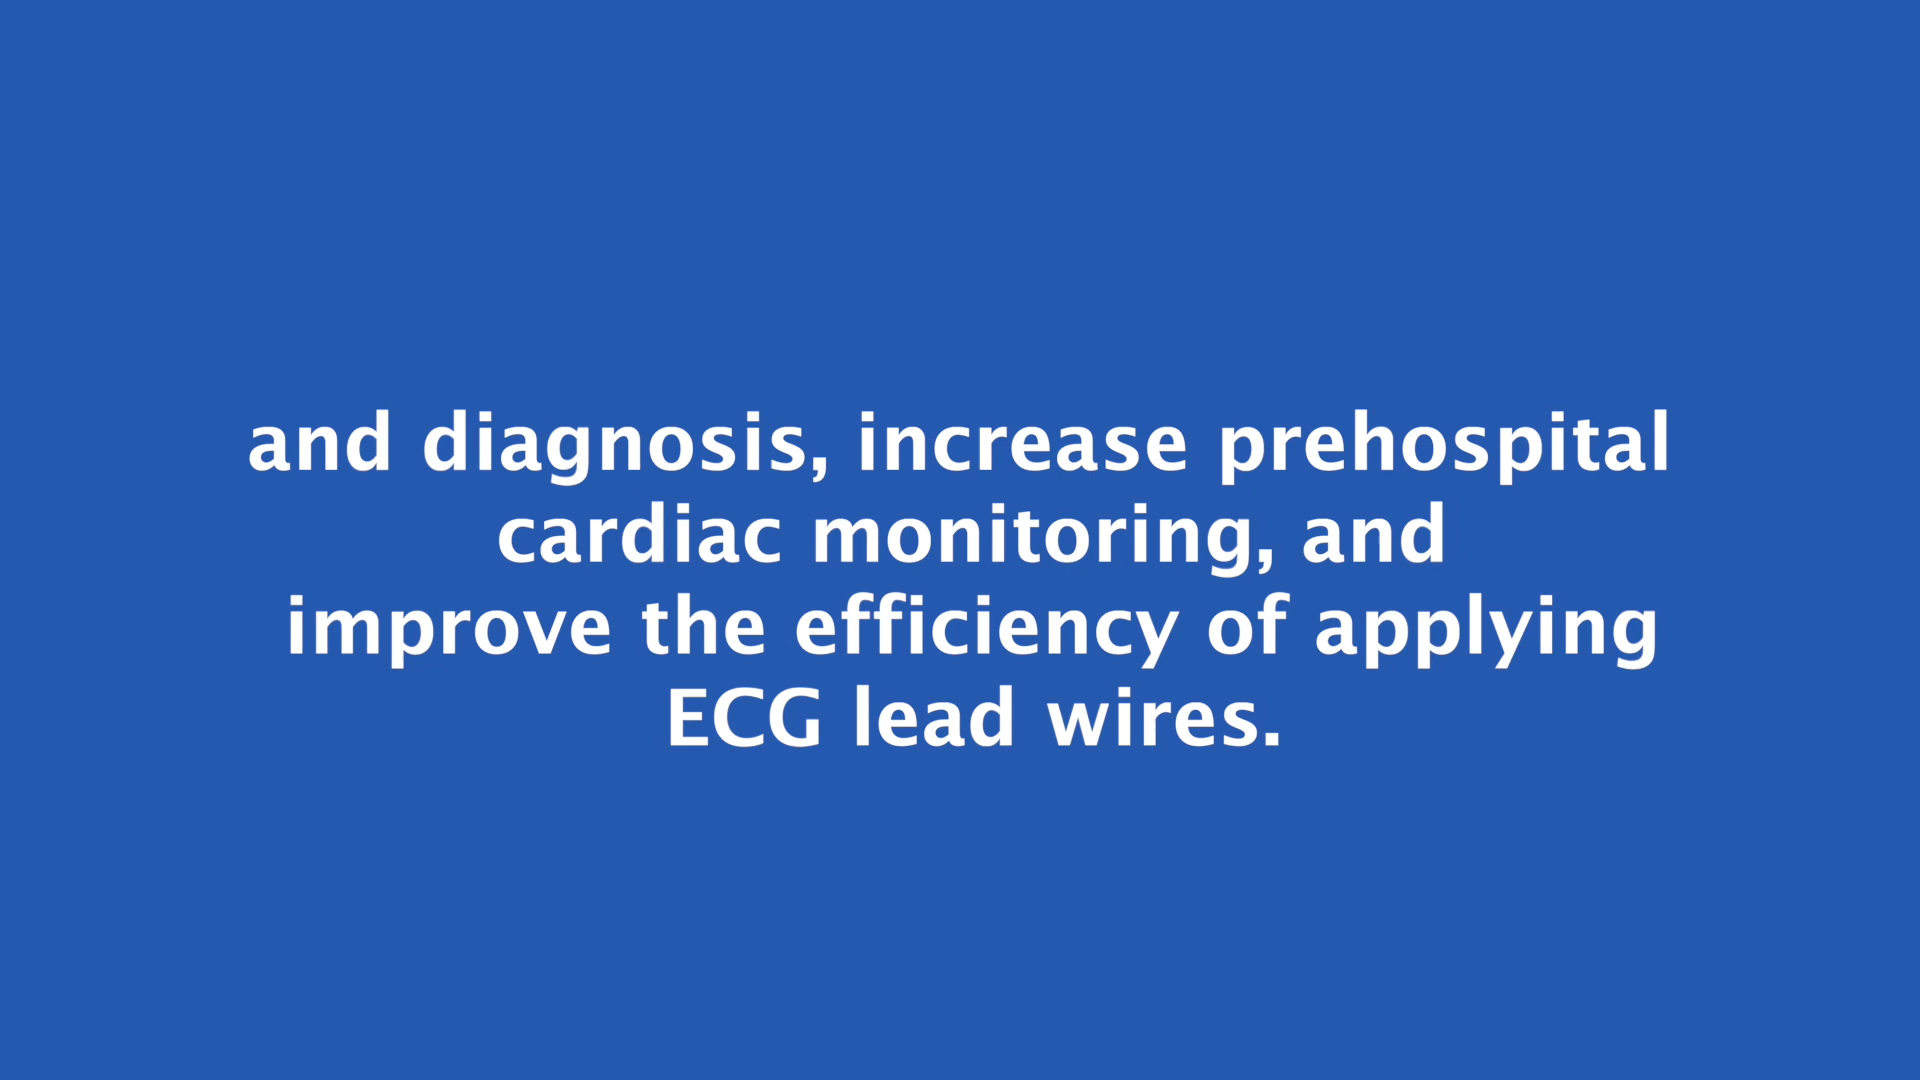 and diagnosis, increase prehospital
cardiac monitoring, and
improve the efficiency of applying
ECG lead wires.